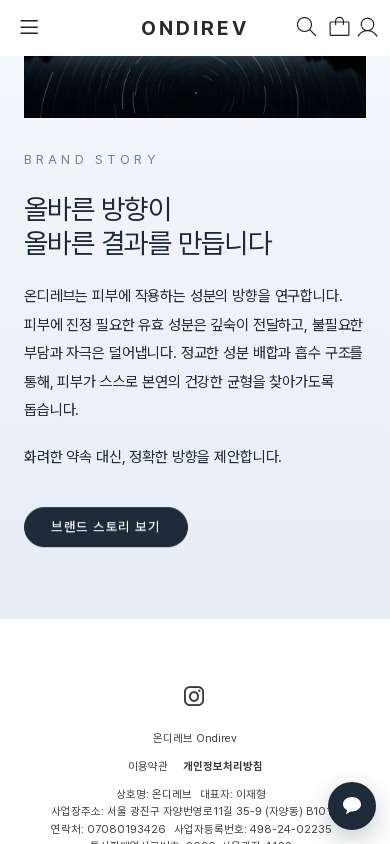 ONDIREV
BRAND STORY
올바른 방향이
올바른 결과를 만듭니다
온디레브는 피부에 작용하는 성분의 방향을 연구합니다.
피부에 진정 필요한 유효 성분은 깊숙이 전달하고, 불필요한
부담과 자극은 덜어냅니다. 정교한 성분 배합과 흡수 구조를
통해, 피부가 스스로 본연의 건강한 균형을 찾아가도록
돕습니다.
화려한 약속 대신, 정확한 방향을 제안합니다.
브랜드 스토리 보기
온디레브 Ondirev
이용약관 개인정보처리방침
상호명: 온디레브 대표자: 이재형
사업장주소: 서울 광진구 자양번영로11길 35-9 (자양동) B101
연락처: 07080193426 사업자등록번호: 498-24-02235